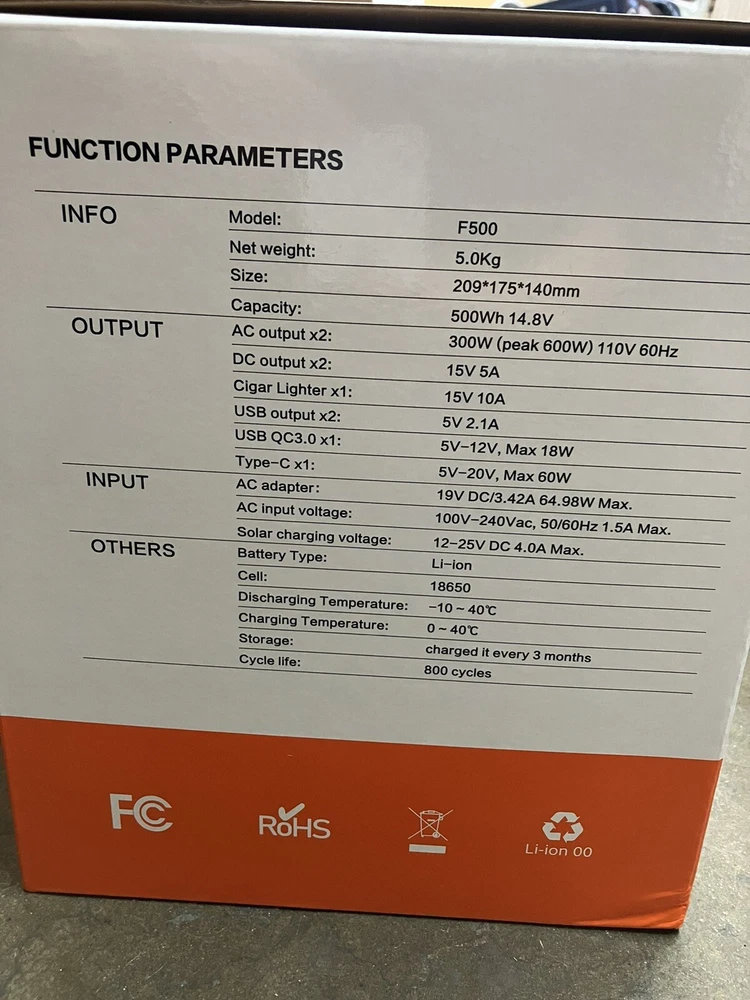 FUNCTION PARAMETERS
INFO
Model: F500
Net weight: 5.0Kg
Size: 209*175*140mm
Capacity: 500Wh 14.8V
OUTPUT
AC output x2: 300W (peak 600W) 110V 60Hz
DC output x2: 15V 5A
Cigar Lighter x1: 15V 10A
USB output x2: 5V 2.1A
USB QC3.0 x1: 5V-12V, Max 18W
Type-C x1: 5V-20V, Max 60W
INPUT
AC adapter: 19V DC/3.42A 64.98W Max.
AC input voltage: 100V-240Vac, 50/60Hz 1.5A Max.
Solar charging voltage: 12-25V DC 4.0A Max.
OTHERS
Battery Type: Li-ion
Cell: 18650
Discharging Temperature: -10 ~ 40℃
Charging Temperature: 0 ~ 40℃
Storage: charged it every 3 months
Cycle life: 800 cycles
FC
RoHS
Li-ion 00